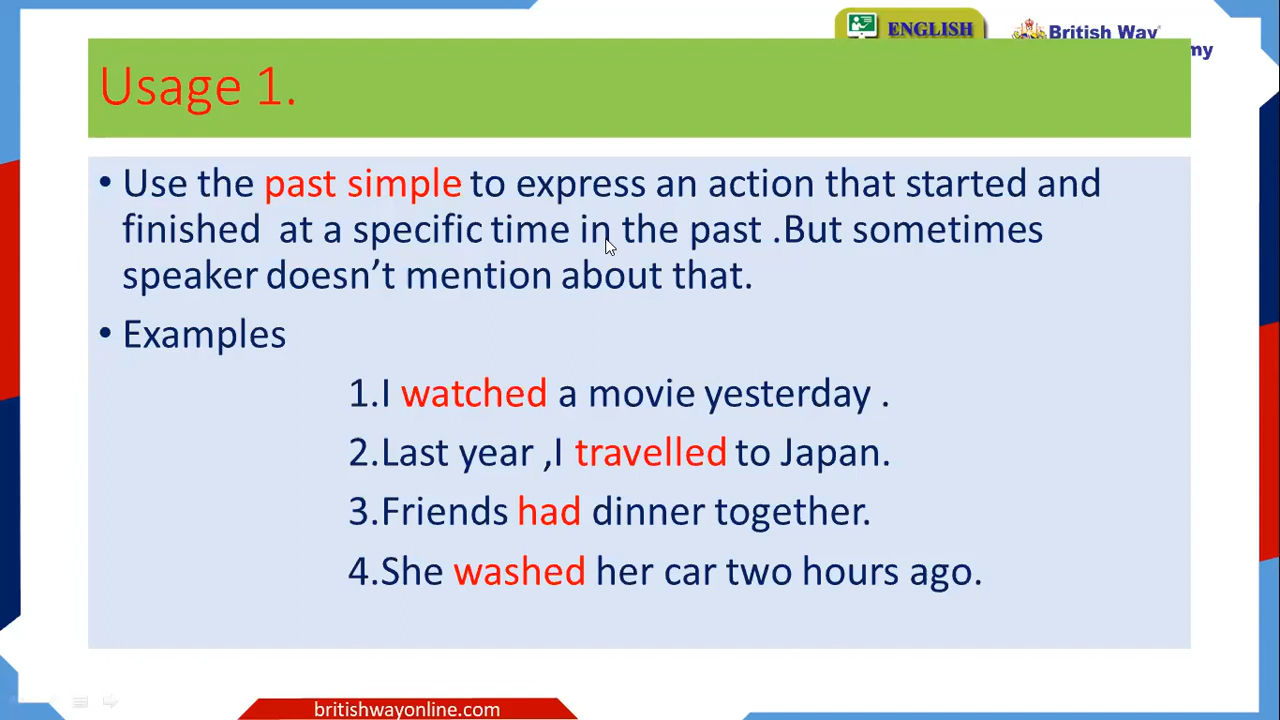 ENGLISH
British Way
my
Usage 1.
• Use the past simple to express an action that started and
finished  at a specific time in the past .But sometimes
speaker doesn’t mention about that.
• Examples
1.I watched a movie yesterday .
2.Last year ,I travelled to Japan.
3.Friends had dinner together.
4.She washed her car two hours ago.
britishwayonline.com